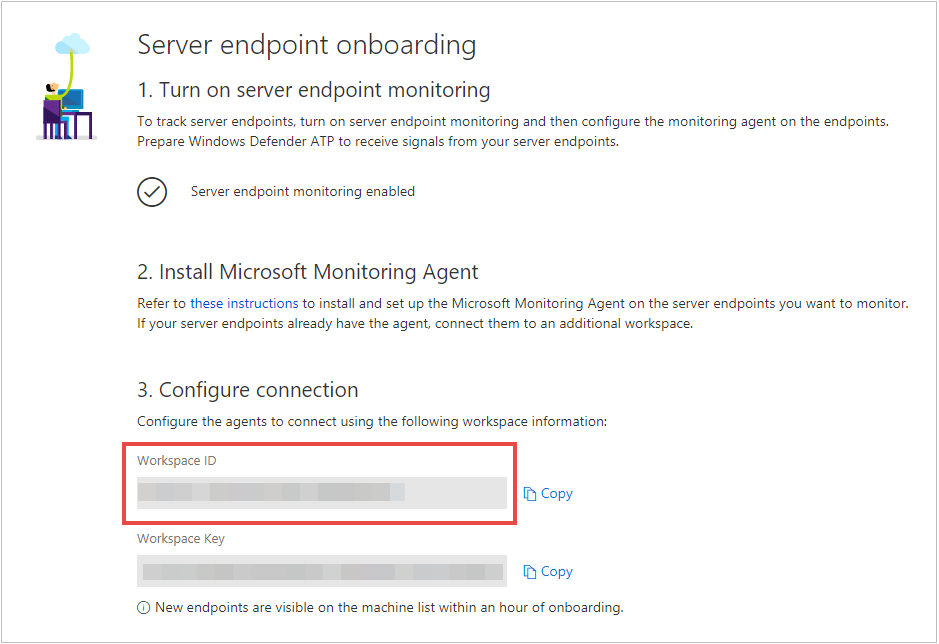 Server endpoint onboarding
1. Turn on server endpoint monitoring
To track server endpoints, turn on server endpoint monitoring and then configure the monitoring agent on the endpoints.
Prepare Windows Defender ATP to receive signals from your server endpoints.
Server endpoint monitoring enabled
2. Install Microsoft Monitoring Agent
Refer to these instructions to install and set up the Microsoft Monitoring Agent on the server endpoints you want to monitor.
If your server endpoints already have the agent, connect them to an additional workspace.
3. Configure connection
Configure the agents to connect using the following workspace information:
Workspace ID
Copy
Workspace Key
Copy
New endpoints are visible on the machine list within an hour of onboarding.